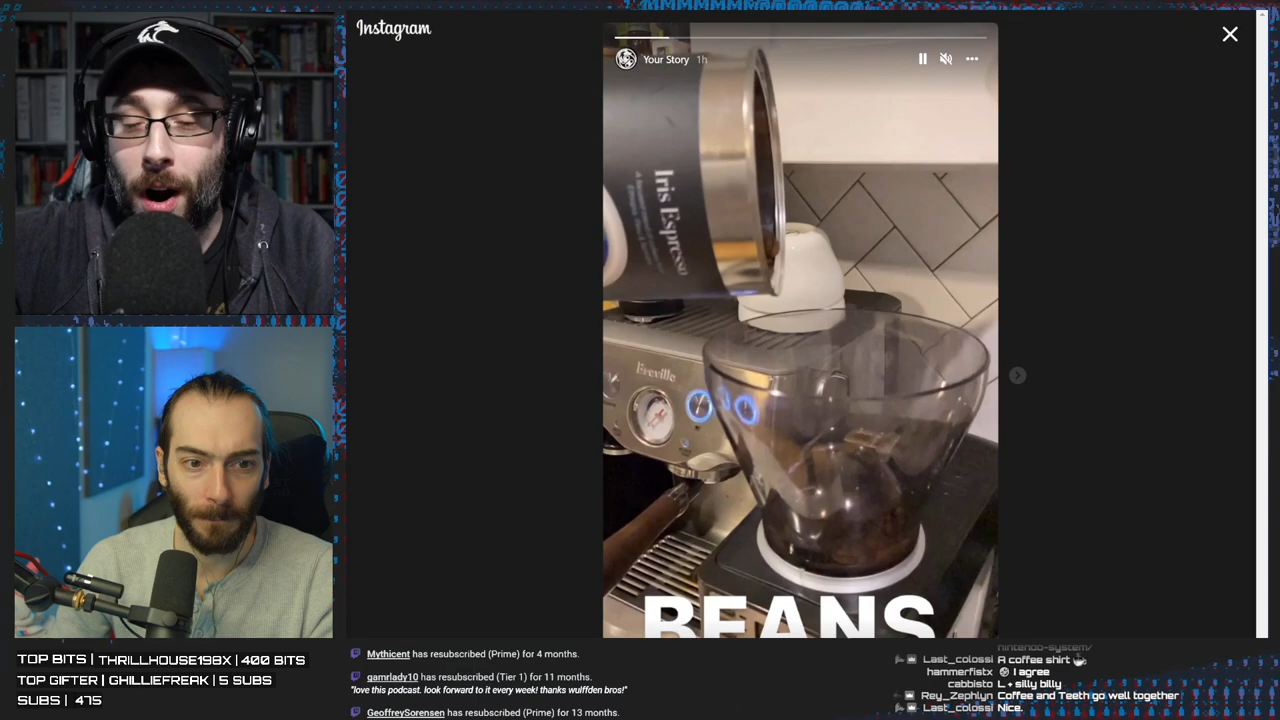 Instagram
Your Story 1h
Iris Espresso
Breville
BEANS
TOP BITS | THRILLHOUSE198X | 400 BITS
TOP GIFTER | GHILLIEFREAK | 5 SUBS
SUBS | 475
Mythicent has resubscribed (Prime) for 4 months.
gamrlady10 has resubscribed (Tier 1) for 11 months.
"love this podcast. look forward to it every week! thanks wulffden bros!"
GeoffreySorensen has resubscribed (Prime) for 13 months.
nintendo-system/
Last_colossi A coffee shirt
hammerfistx I agree
cabbisto L + silly billy
Rey_Zephlyn Coffee and Teeth go well together
Last_colossi Nice.